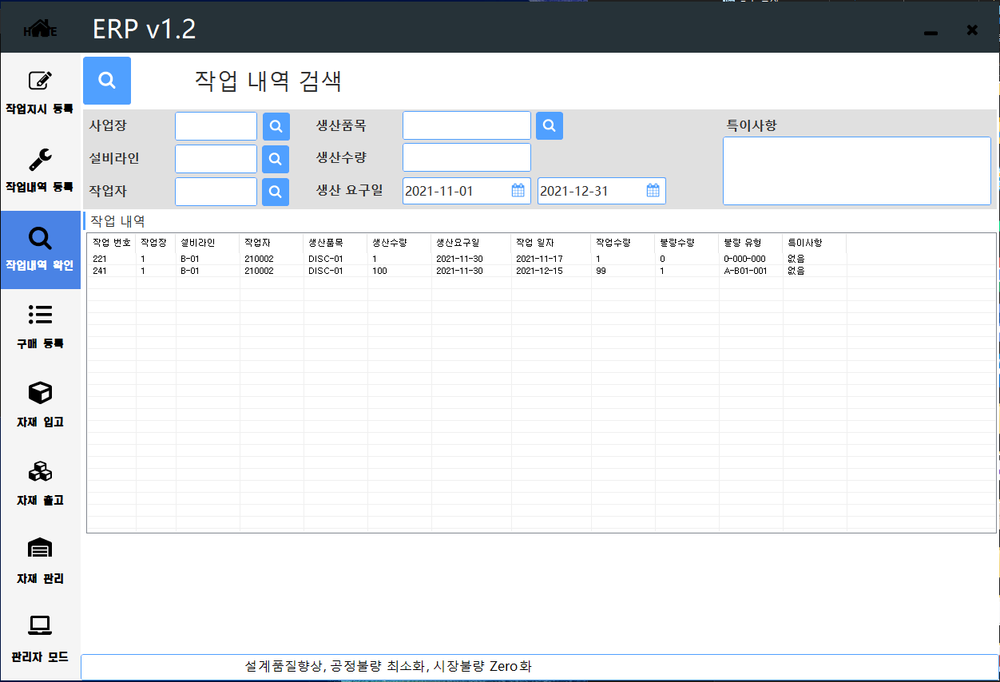 HOME
ERP v1.2
작업지시 등록
작업내역 등록
작업내역 확인
구매 등록
자재 입고
자재 출고
자재 관리
관리자 모드
작업 내역 검색
사업장 생산품목 특이사항
설비라인 생산수량
작업자 생산 요구일 2021-11-01 2021-12-31
작업 내역
작업 번호 작업장 설비라인 작업자 생산품목 생산수량 생산요구일 작업 일자 작업수량 불량수량 불량 유형 특이사항
221 1 B-01 210002 DISC-01 1 2021-11-30 2021-11-17 1 0 0-000-000 없음
241 1 B-01 210002 DISC-01 100 2021-11-30 2021-12-15 99 1 A-B01-001 없음
설계품질향상, 공정불량 최소화, 시장불량 Zero화